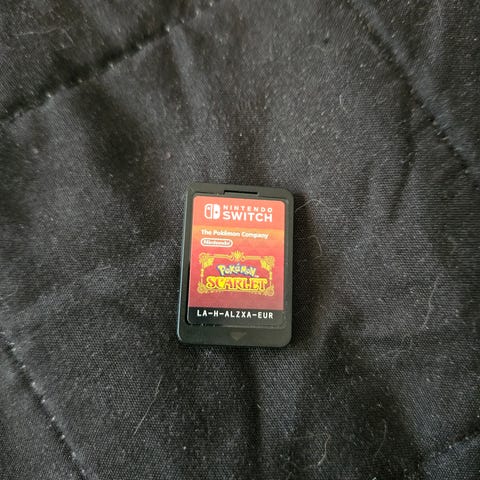 NINTENDO
SWITCH
The Pokémon Company
Nintendo
POKéMON
SCARLET
LA-H-ALZXA-EUR